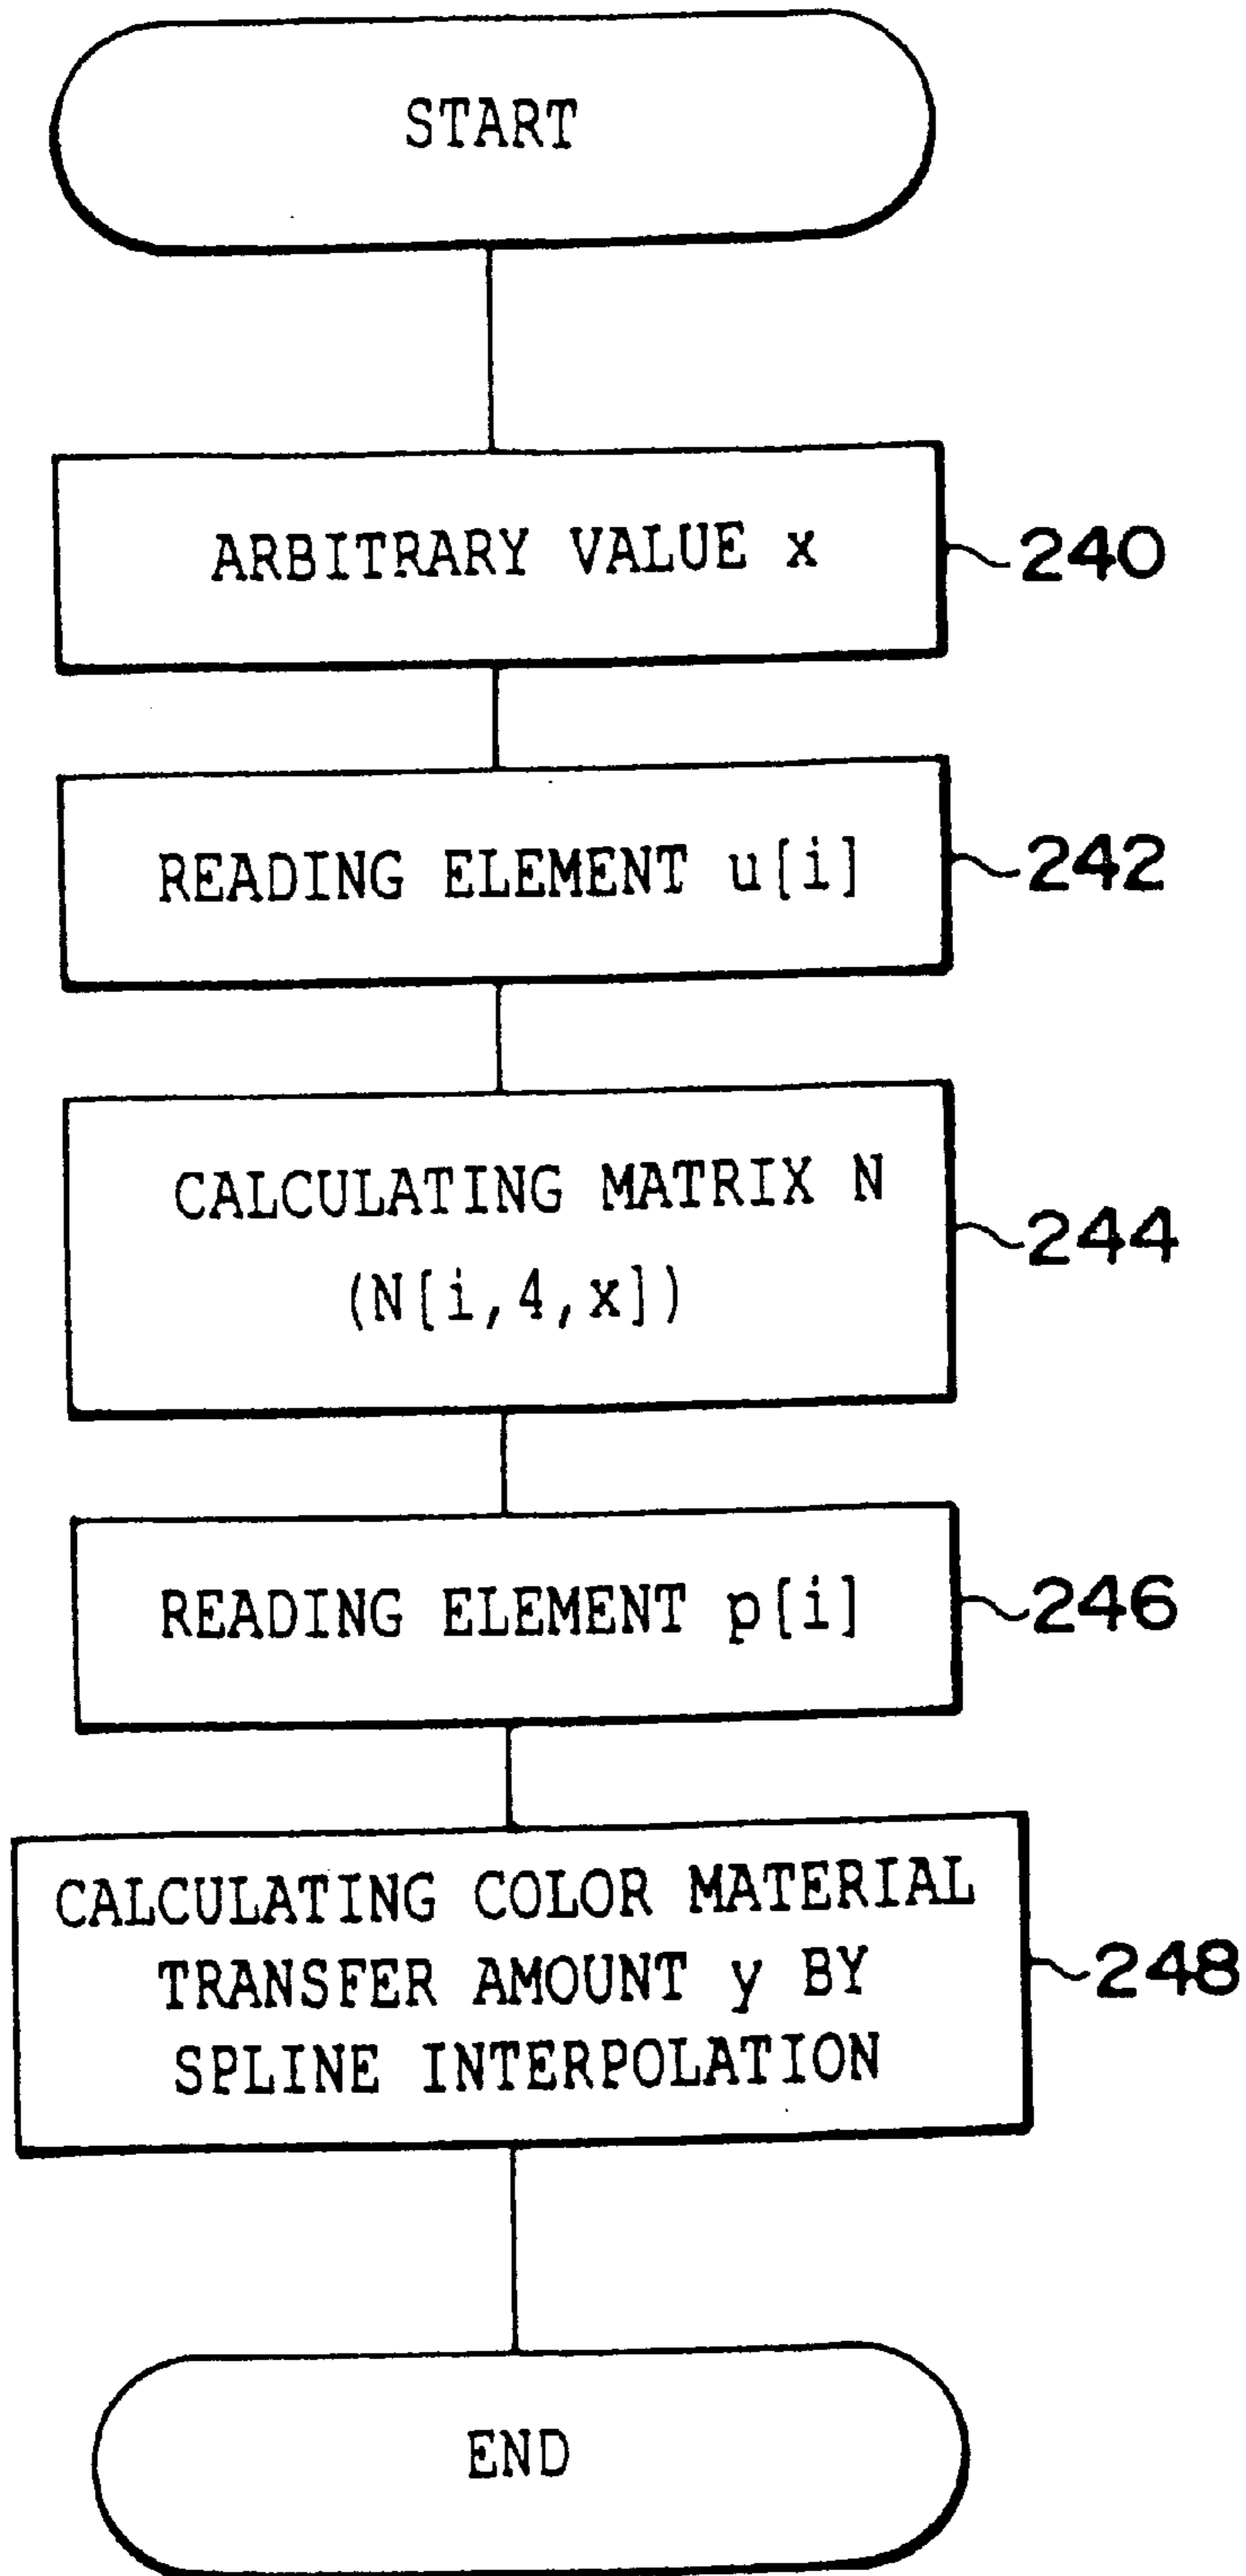 START
ARBITRARY VALUE x
240
READING ELEMENT u[i]
242
CALCULATING MATRIX N
(N[i,4,x])
244
READING ELEMENT p[i]
246
CALCULATING COLOR MATERIAL
TRANSFER AMOUNT y BY
SPLINE INTERPOLATION
248
END